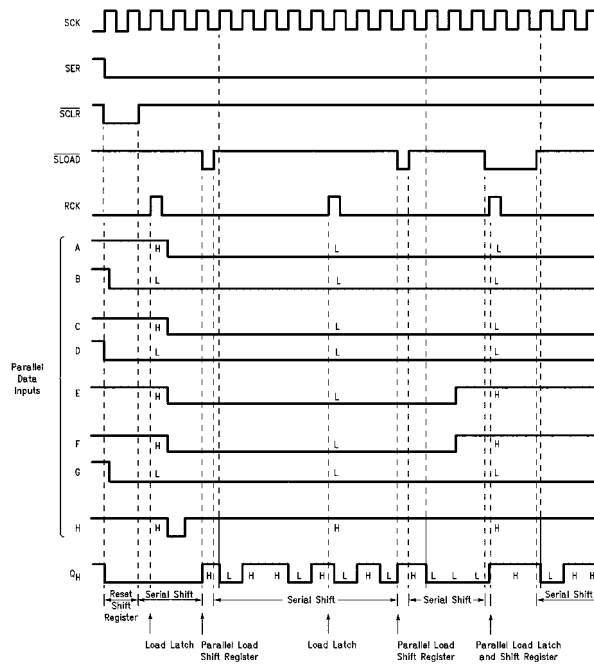 SCK
SER
SCLR
SLOAD
RCK
A H L L
B L L L
C H L L
D L L L
Parallel
Data
Inputs
E H L H
F H L H
G L L L
H H H H
QH H L H H L H L H L H L L L H H L H H
Reset
Shift
Register
Serial Shift
Serial Shift
Serial Shift
Serial Shift
Load Latch
Parallel Load
Shift Register
Load Latch
Parallel Load
Shift Register
Parallel Load Latch
and Shift Register